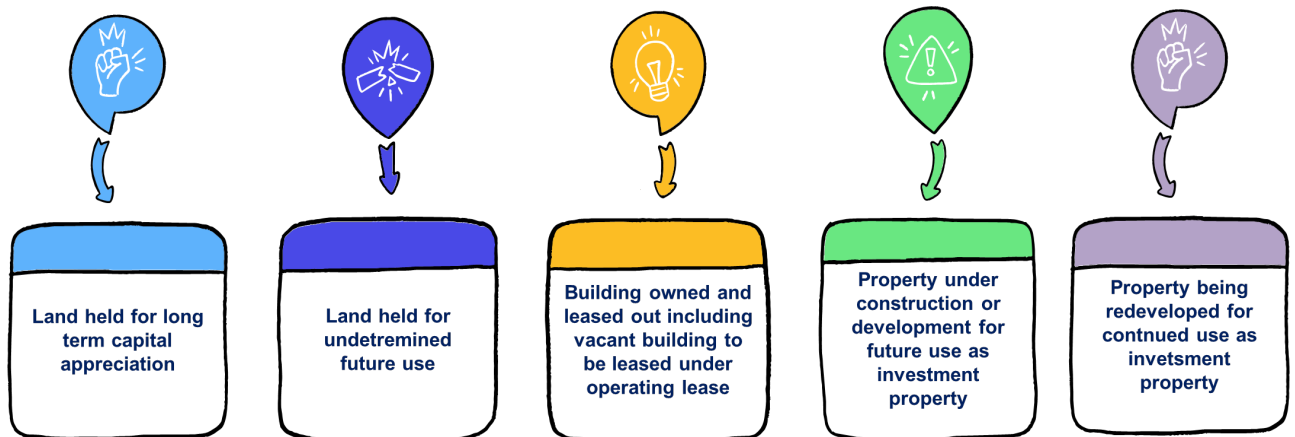 Land held for long
term capital
appreciation
Land held for
undetremined
future use
Building owned and
leased out including
vacant building to
be leased under
operating lease
Property under
construction or
development for
future use as
investment
property
Property being
redeveloped for
contnued use as
invetsment
property